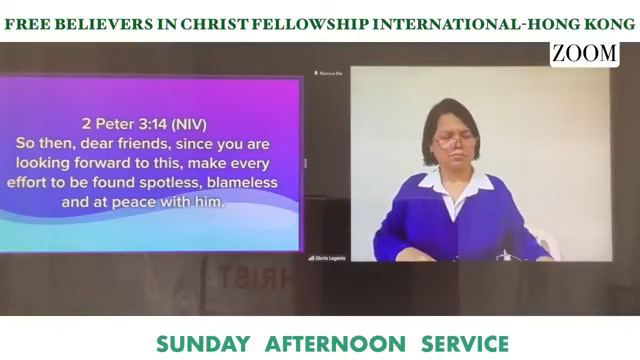 FREE BELIEVERS IN CHRIST FELLOWSHIP INTERNATIONAL-HONG KONG
ZOOM
2 Peter 3:14 (NIV)
So then, dear friends, since you are
looking forward to this, make every
effort to be found spotless, blameless
and at peace with him.
SUNDAY AFTERNOON SERVICE